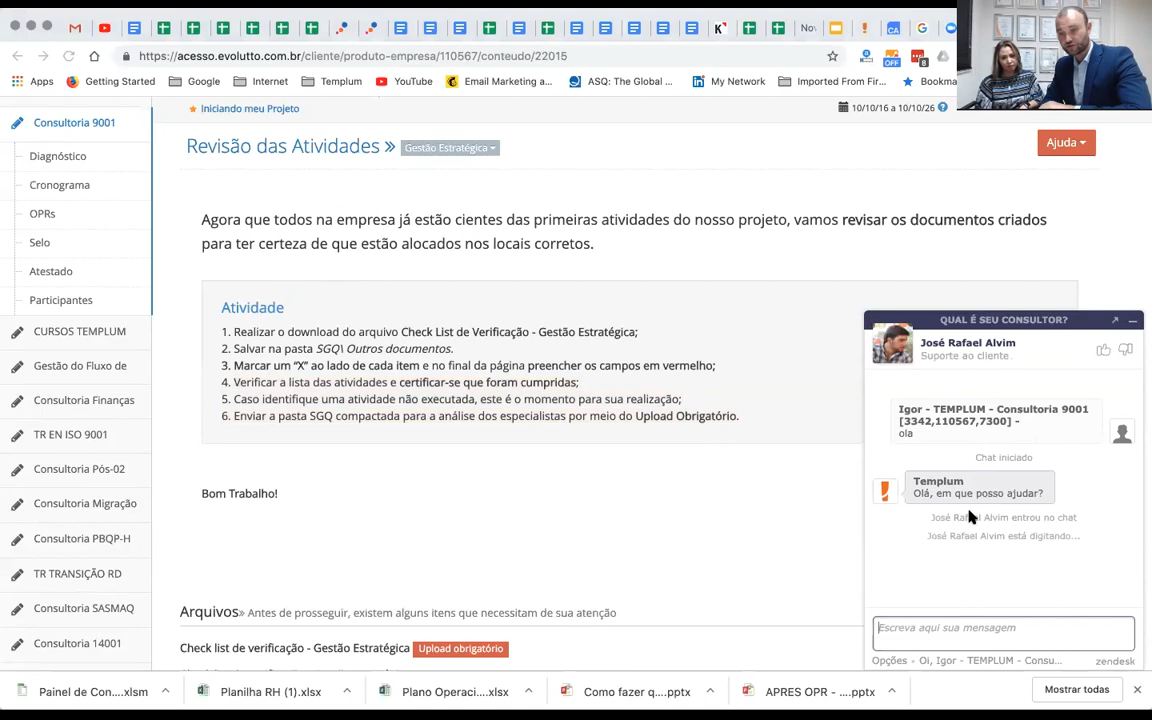 K
No
CA
G
https://acesso.evolutto.com.br/cliente/produto-empresa/110567/conteudo/22015
OFF
8
Apps
Getting Started
Google
Internet
Templum
YouTube
Email Marketing a...
ASQ: The Global ...
My Network
Imported From Fir...
Bookma
Iniciando meu Projeto
10/10/16 a 10/10/26
Consultoria 9001
Diagnóstico
Cronograma
OPRs
Selo
Atestado
Participantes
CURSOS TEMPLUM
Gestão do Fluxo de
Consultoria Finanças
TR EN ISO 9001
Consultoria Pós-02
Consultoria Migração
Consultoria PBQP-H
TR TRANSIÇÃO RD
Consultoria SASMAQ
Consultoria 14001
Revisão das Atividades »
Gestão Estratégica
Ajuda
Agora que todos na empresa já estão cientes das primeiras atividades do nosso projeto, vamos revisar os documentos criados
para ter certeza de que estão alocados nos locais corretos.
Atividade
1. Realizar o download do arquivo Check List de Verificação - Gestão Estratégica;
2. Salvar na pasta SGQ\ Outros documentos.
3. Marcar um "X" ao lado de cada item e no final da página preencher os campos em vermelho;
4. Verificar a lista das atividades e certificar-se que foram cumpridas;
5. Caso identifique uma atividade não executada, este é o momento para sua realização;
6. Enviar a pasta SGQ compactada para a análise dos especialistas por meio do Upload Obrigatório.
Bom Trabalho!
Arquivos» Antes de prosseguir, existem alguns itens que necessitam de sua atenção
Check list de verificação - Gestão Estratégica Upload obrigatório
QUAL É SEU CONSULTOR?
José Rafael Alvim
Suporte ao cliente
Igor - TEMPLUM - Consultoria 9001
[3342,110567,7300] -
ola
Chat iniciado
Templum
Olá, em que posso ajudar?
José Rafael Alvim entrou no chat
José Rafael Alvim está digitando...
Escreva aqui sua mensagem
Opções - Oi, Igor - TEMPLUM - Consu...
zendesk
Painel de Con....xlsm
Planilha RH (1).xlsx
Plano Operaci....xlsx
Como fazer q....pptx
APRES OPR - ....pptx
Mostrar todas